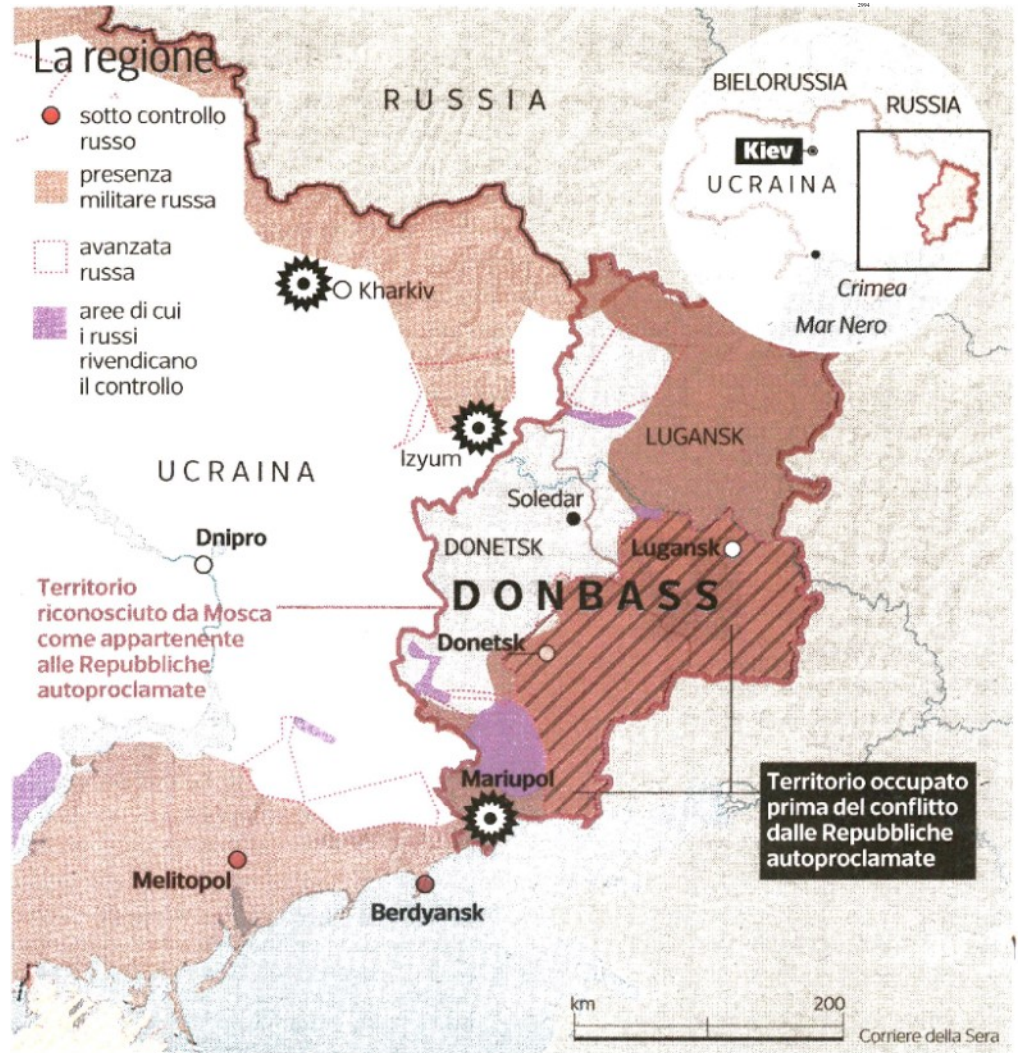 2994
La regione
sotto controllo
russo
presenza
militare russa
avanzata
russa
aree di cui
i russi
rivendicano
il controllo
RUSSIA
BIELORUSSIA
RUSSIA
Kiev
UCRAINA
Crimea
Mar Nero
Kharkiv
Izyum
LUGANSK
UCRAINA
Soledar
Dnipro
DONETSK
Lugansk
DONBASS
Territorio
riconosciuto da Mosca
come appartenente
alle Repubbliche
autoproclamate
Donetsk
Mariupol
Territorio occupato
prima del conflitto
dalle Repubbliche
autoproclamate
Melitopol
Berdyansk
km 200
Corriere della Sera